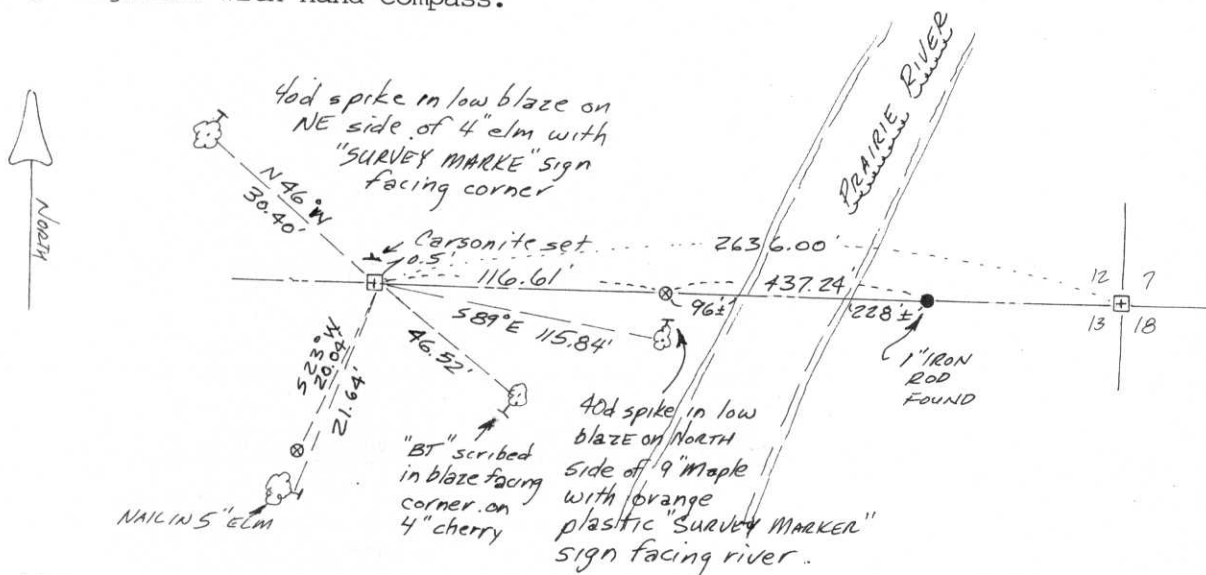 with hand compass.
40d spike in low blaze on
NE side of 4" elm with
"SURVEY MARKE" sign
facing corner
NORTH
N 46° W
30.40'
Carsonite set
0.5'
116.61'
2636.00'
437.24'
PRAIRIE RIVER
12 7
13 18
96±'
228'±
S89°E 115.84'
1" IRON
ROD
FOUND
46.52'
S23°W
20.04'
21.64'
"BT" scribed
in blaze facing
corner on
4" cherry
40d spike in low
blaze on NORTH
side of 9" Maple
with orange
plastic "SURVEY MARKER"
sign facing river.
NAIL IN 5" ELM